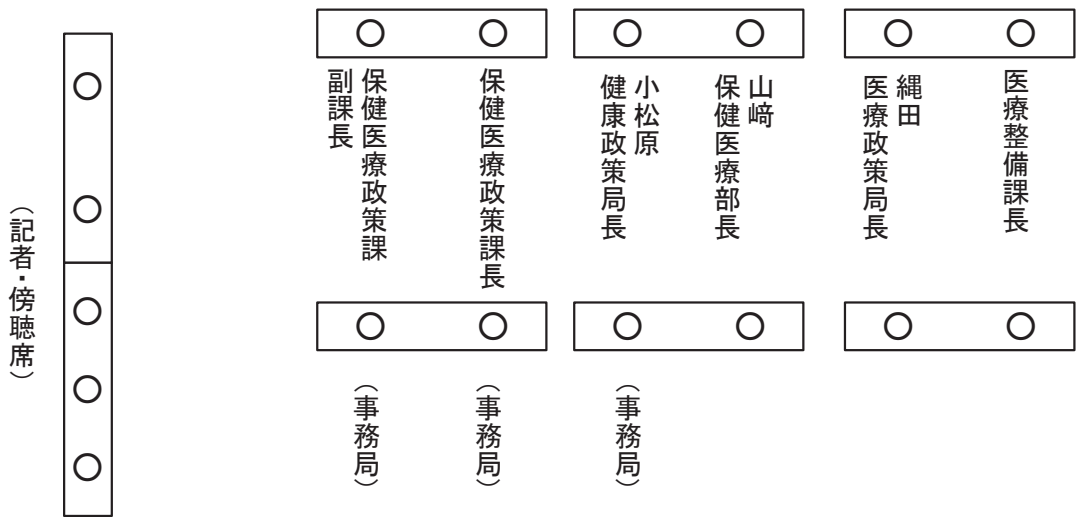 （記者・傍聴席）
保健医療政策課
副課長
保健医療政策課長
小松原
健康政策局長
山﨑
保健医療部長
縄田
医療政策局長
医療整備課長
（事務局）
（事務局）
（事務局）